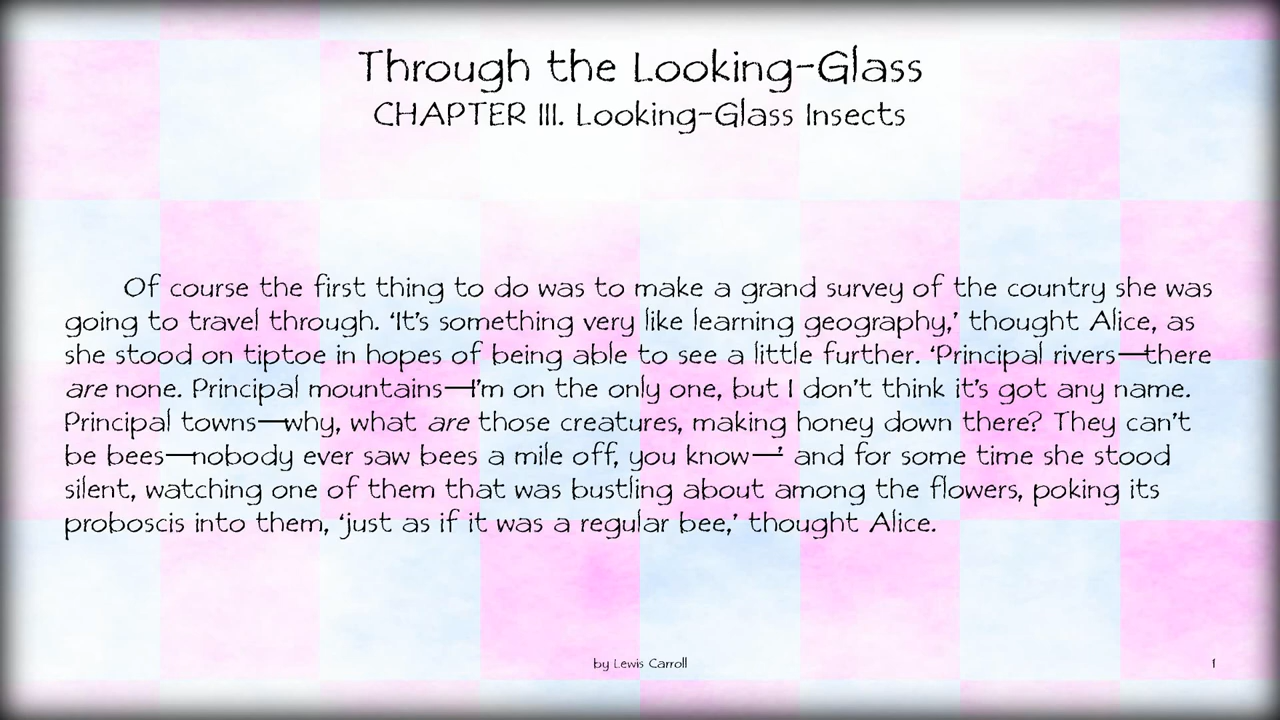 Through the Looking-Glass
CHAPTER III. Looking-Glass Insects
Of course the first thing to do was to make a grand survey of the country she was
going to travel through. ‘It’s something very like learning geography,’ thought Alice, as
she stood on tiptoe in hopes of being able to see a little further. ‘Principal rivers—there
are none. Principal mountains—I’m on the only one, but I don’t think it’s got any name.
Principal towns—why, what are those creatures, making honey down there? They can’t
be bees—nobody ever saw bees a mile off, you know—’ and for some time she stood
silent, watching one of them that was bustling about among the flowers, poking its
proboscis into them, ‘just as if it was a regular bee,’ thought Alice.
by Lewis Carroll
1